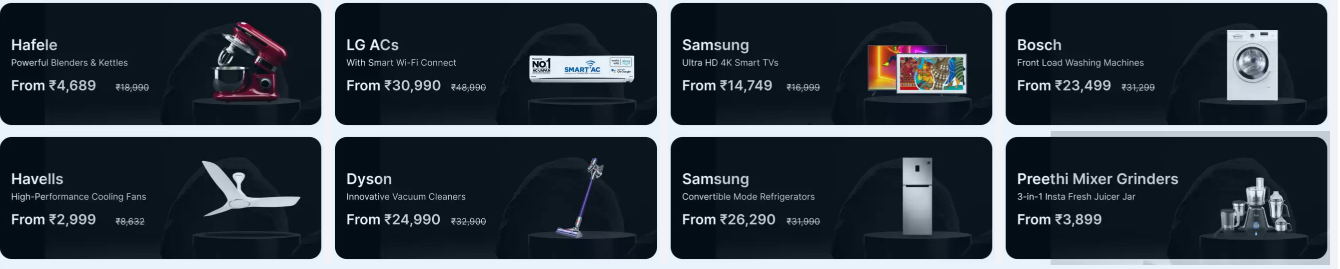 Hafele
Powerful Blenders & Kettles
From ₹4,689 ₹18,990
LG ACs
With Smart Wi-Fi Connect
From ₹30,990 ₹48,990
NO.1
SMART AC
Samsung
Ultra HD 4K Smart TVs
From ₹14,749 ₹16,999
Bosch
Front Load Washing Machines
From ₹23,499 ₹31,299
Havells
High-Performance Cooling Fans
From ₹2,999 ₹8,632
Dyson
Innovative Vacuum Cleaners
From ₹24,990 ₹32,900
Samsung
Convertible Mode Refrigerators
From ₹26,290 ₹31,990
Preethi Mixer Grinders
3-in-1 Insta Fresh Juicer Jar
From ₹3,899